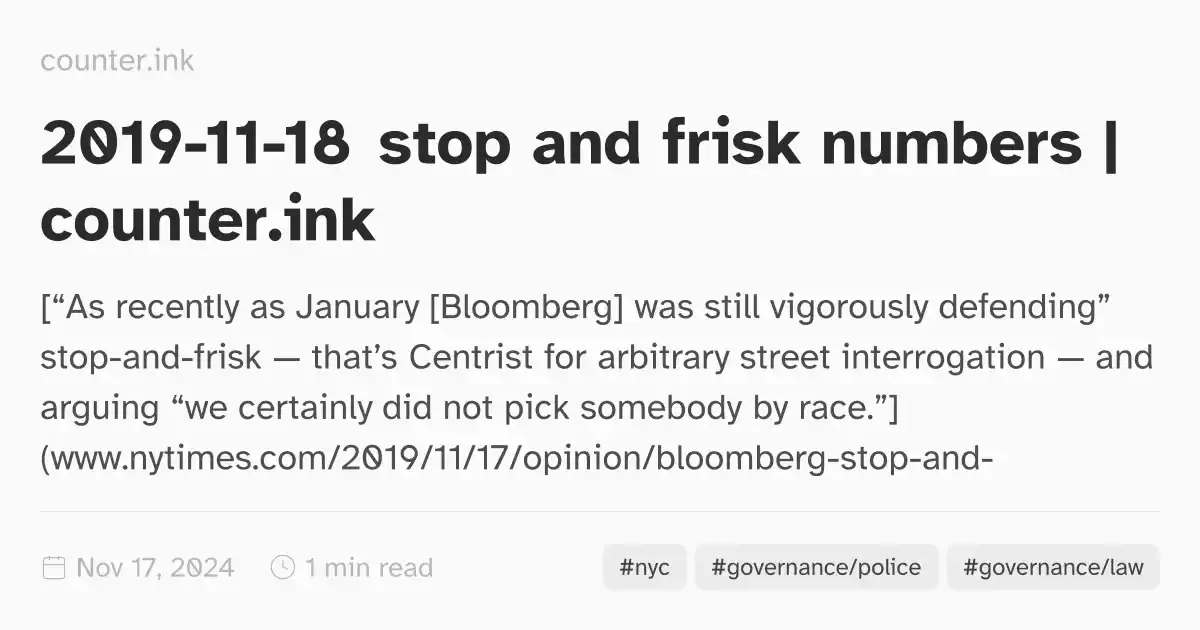 counter.ink
2019-11-18 stop and frisk numbers |
counter.ink
[“As recently as January [Bloomberg] was still vigorously defending”
stop-and-frisk — that’s Centrist for arbitrary street interrogation — and
arguing “we certainly did not pick somebody by race.”]
(www.nytimes.com/2019/11/17/opinion/bloomberg-stop-and-
Nov 17, 2024 1 min read #nyc #governance/police #governance/law